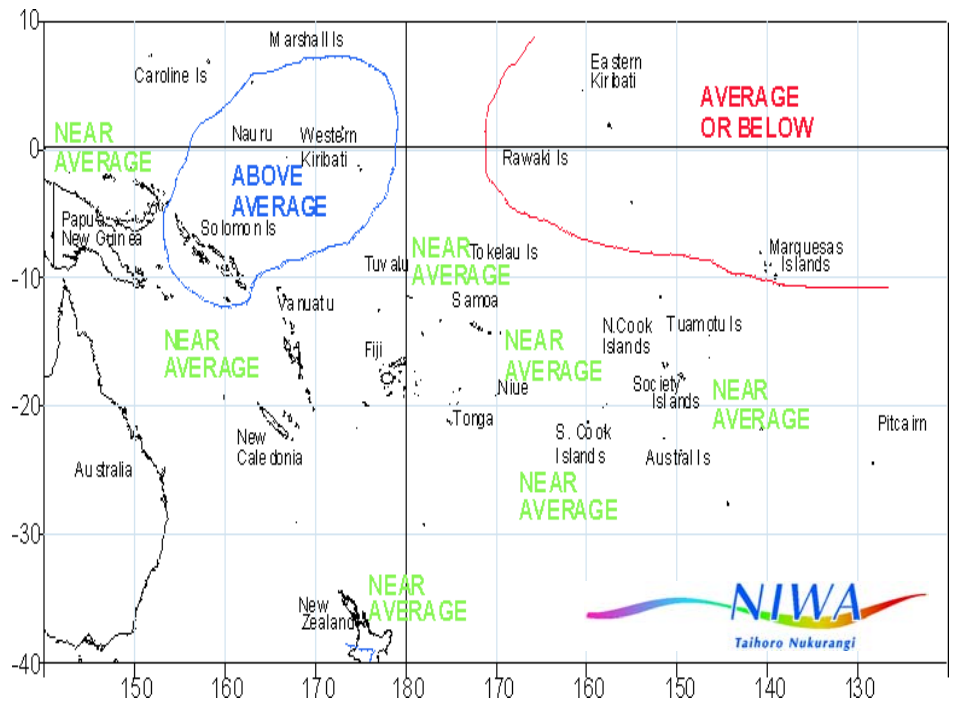 10
Marshall Is
Caroline Is
Eastern
Kiribati
AVERAGE
OR BELOW
NEAR
AVERAGE
Nauru
Western
Kiribati
0
Rawaki Is
ABOVE
AVERAGE
Papua
New Guinea
Solomon Is
NEAR
AVERAGE
Tokelau Is
Marquesas
Islands
Tuvalu
-10
Samoa
Vanuatu
NEAR
AVERAGE
Fiji
NEAR
AVERAGE
N.Cook
Islands
Tuamotu Is
Niue
Society
Islands
NEAR
AVERAGE
-20
Tonga
Pitcairn
New
Caledonia
S. Cook
Islands
Austral Is
Australia
NEAR
AVERAGE
-30
NEAR
AVERAGE
New
Zealand
NIWA
Taihoro Nukurangi
-40
150 160 170 180 170 160 150 140 130